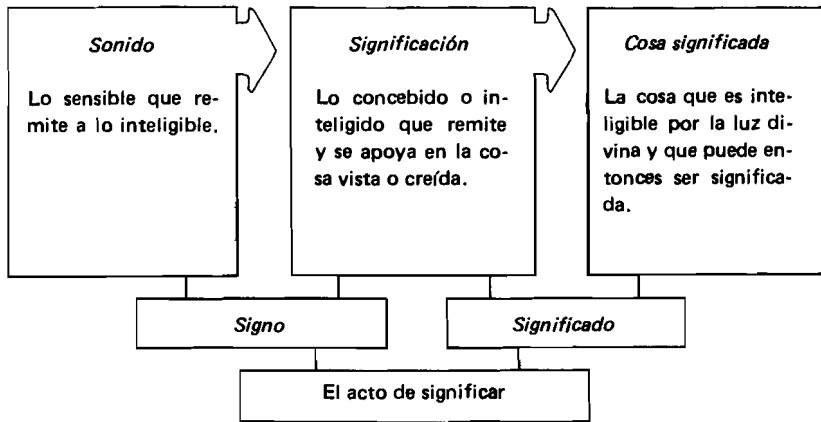 Sonido
Lo sensible que re-
mite a lo inteligible.
Significación
Lo concebido o in-
teligido que remite
y se apoya en la co-
sa vista o creída.
Cosa significada
La cosa que es inte-
ligible por la luz di-
vina y que puede en-
tonces ser significa-
da.
Signo
Significado
El acto de significar